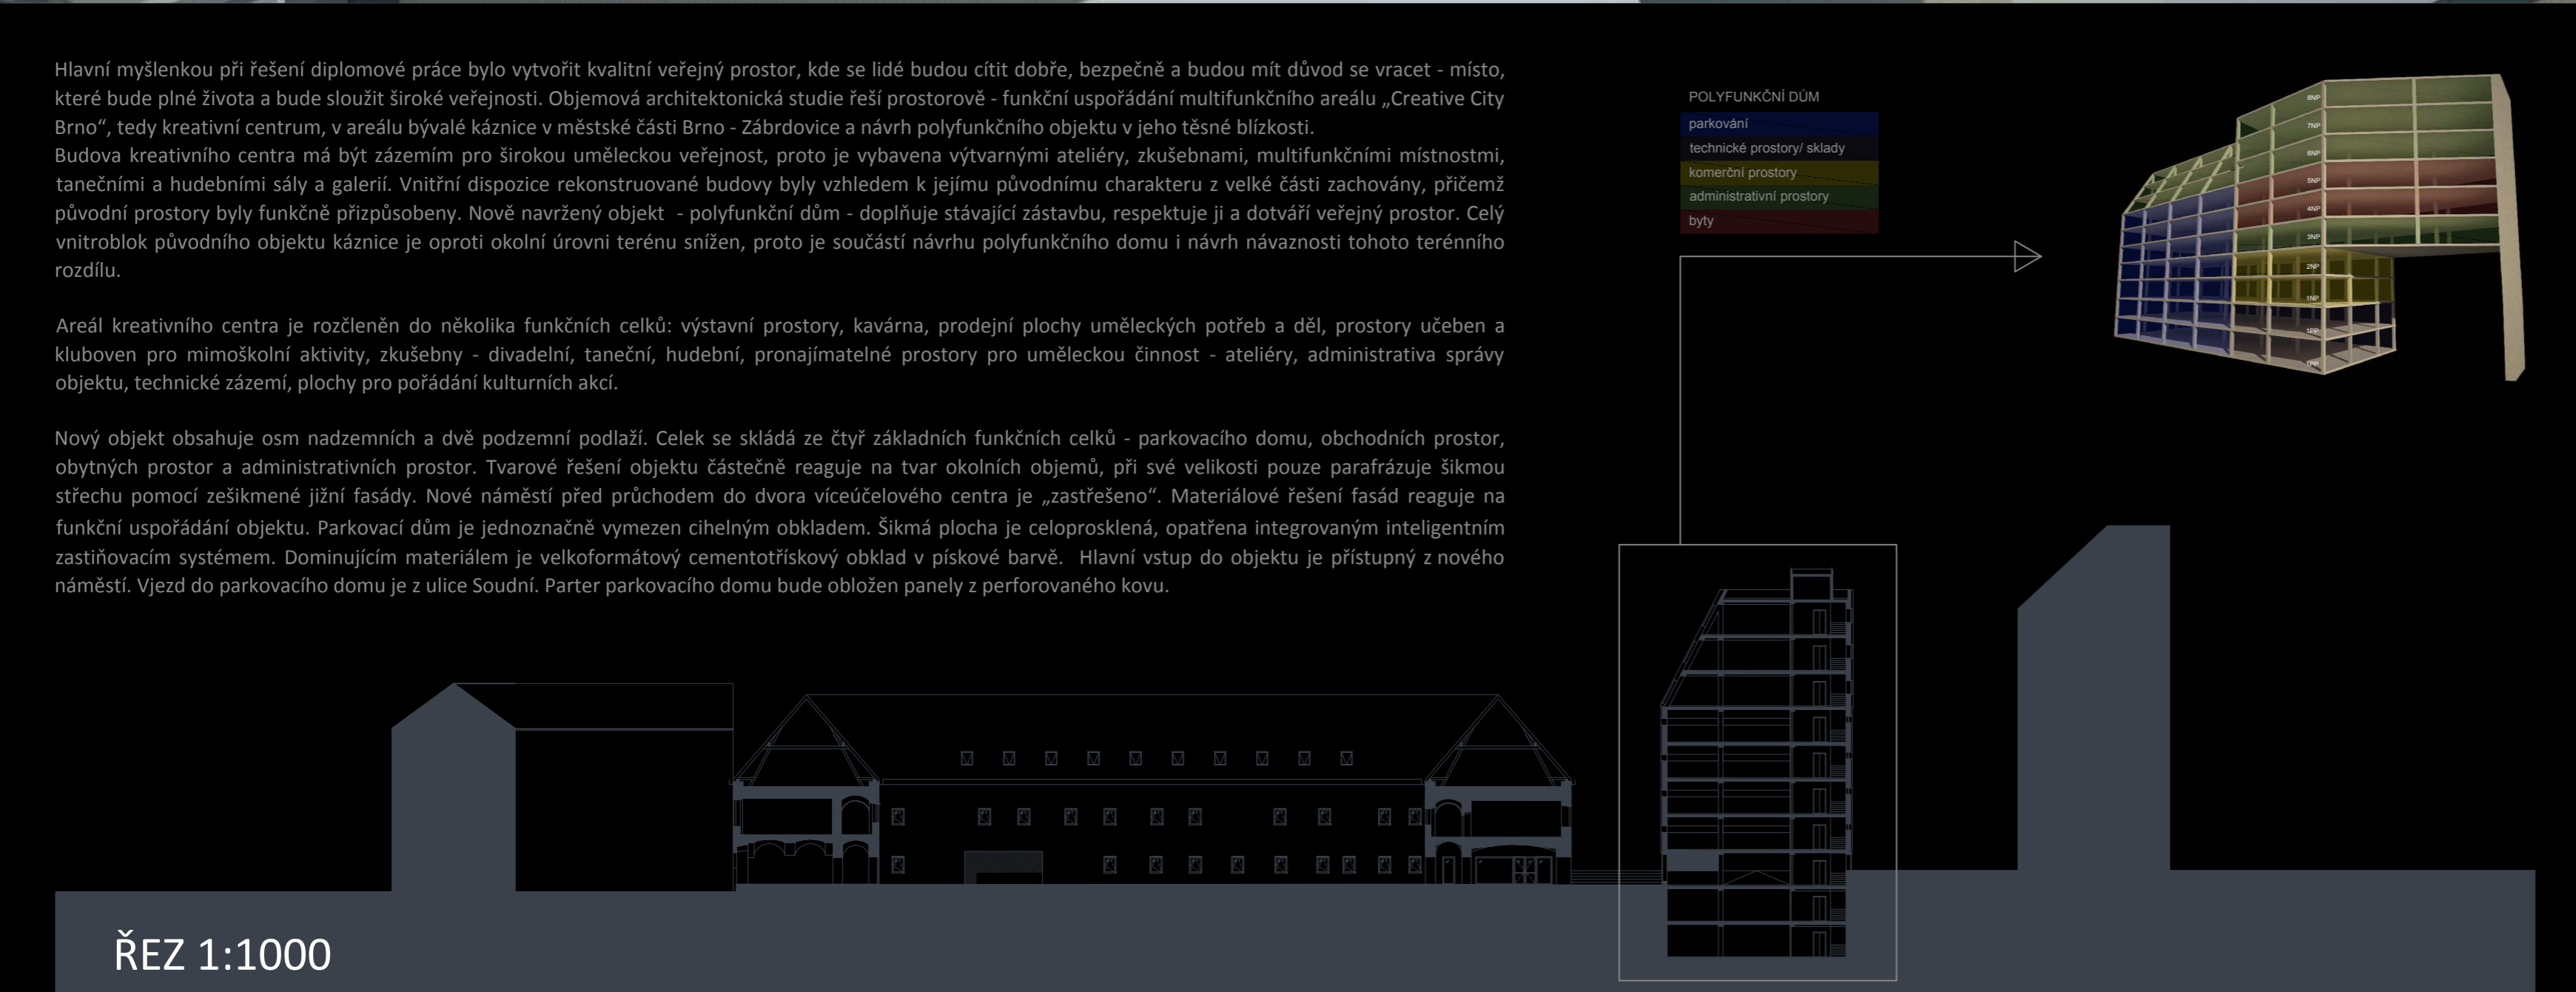 Hlavní myšlenkou při řešení diplomové práce bylo vytvořit kvalitní veřejný prostor, kde se lidé budou cítit dobře, bezpečně a budou mít důvod se vracet - místo,
které bude plné života a bude sloužit široké veřejnosti. Objemová architektonická studie řeší prostorově - funkční uspořádání multifunkčního areálu „Creative City
Brno“, tedy kreativní centrum, v areálu bývalé káznice v městské části Brno - Zábrdovice a návrh polyfunkčního objektu v jeho těsné blízkosti.
Budova kreativního centra má být zázemím pro širokou uměleckou veřejnost, proto je vybavena výtvarnými ateliéry, zkušebnami, multifunkčními místnostmi,
tanečními a hudebními sály a galerií. Vnitřní dispozice rekonstruované budovy byly vzhledem k jejímu původnímu charakteru z velké části zachovány, přičemž
původní prostory byly funkčně přizpůsobeny. Nově navržený objekt - polyfunkční dům - doplňuje stávající zástavbu, respektuje ji a dotváří veřejný prostor. Celý
vnitroblok původního objektu káznice je oproti okolní úrovni terénu snížen, proto je součástí návrhu polyfunkčního domu i návrh návaznosti tohoto terénního
rozdílu.
Areál kreativního centra je rozčleněn do několika funkčních celků: výstavní prostory, kavárna, prodejní plochy uměleckých potřeb a děl, prostory učeben a
kluboven pro mimoškolní aktivity, zkušebny - divadelní, taneční, hudební, pronajímatelné prostory pro uměleckou činnost - ateliéry, administrativa správy
objektu, technické zázemí, plochy pro pořádání kulturních akcí.
Nový objekt obsahuje osm nadzemních a dvě podzemní podlaží. Celek se skládá ze čtyř základních funkčních celků - parkovacího domu, obchodních prostor,
obytných prostor a administrativních prostor. Tvarové řešení objektu částečně reaguje na tvar okolních objemů, při své velikosti pouze parafrázuje šikmou
střechu pomocí zešikmené jižní fasády. Nové náměstí před průchodem do dvora víceúčelového centra je „zastřešeno“. Materiálové řešení fasád reaguje na
funkční uspořádání objektu. Parkovací dům je jednoznačně vymezen cihelným obkladem. Šikmá plocha je celoprosklená, opatřena integrovaným inteligentním
zastiňovacím systémem. Dominujícím materiálem je velkoformátový cementotřískový obklad v pískové barvě. Hlavní vstup do objektu je přístupný z nového
náměstí. Vjezd do parkovacího domu je z ulice Soudní. Parter parkovacího domu bude obložen panely z perforovaného kovu.
POLYFUNKČNÍ DŮM
parkování
technické prostory/ sklady
komerční prostory
administrativní prostory
byty
8NP
7NP
6NP
5NP
4NP
3NP
2NP
1NP
1PP
2PP
ŘEZ 1:1000